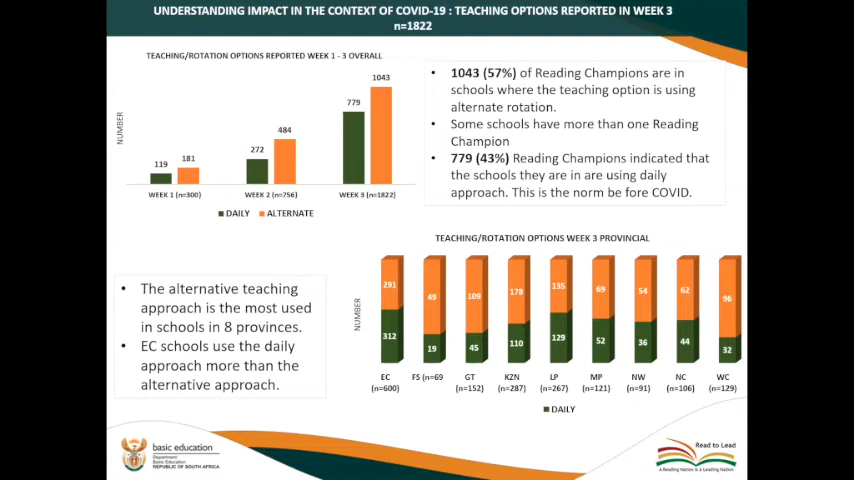 UNDERSTANDING IMPACT IN THE CONTEXT OF COVID-19 : TEACHING OPTIONS REPORTED IN WEEK 3
n=1822
TEACHING/ROTATION OPTIONS REPORTED WEEK 1 - 3 OVERALL
NUMBER
119
181
272
484
779
1043
WEEK 1 (n=300)
WEEK 2 (n=756)
WEEK 3 (n=1822)
DAILY
ALTERNATE
• 1043 (57%) of Reading Champions are in
schools where the teaching option is using
alternate rotation.
• Some schools have more than one Reading
Champion
• 779 (43%) Reading Champions indicated that
the schools they are in are using daily
approach. This is the norm be fore COVID.
• The alternative teaching
approach is the most used
in schools in 8 provinces.
• EC schools use the daily
approach more than the
alternative approach.
TEACHING/ROTATION OPTIONS WEEK 3 PROVINCIAL
NUMBER
291 49 109 178 135 69 54 62 96
312 19 45 110 129 52 36 44 32
EC FS (n=69 GT KZN LP MP NW NC WC
(n=600) (n=152) (n=287) (n=267) (n=121) (n=91) (n=106) (n=129)
DAILY
basic education
Department:
Basic Education
REPUBLIC OF SOUTH AFRICA
Read to Lead
A Reading Nation is a Leading Nation